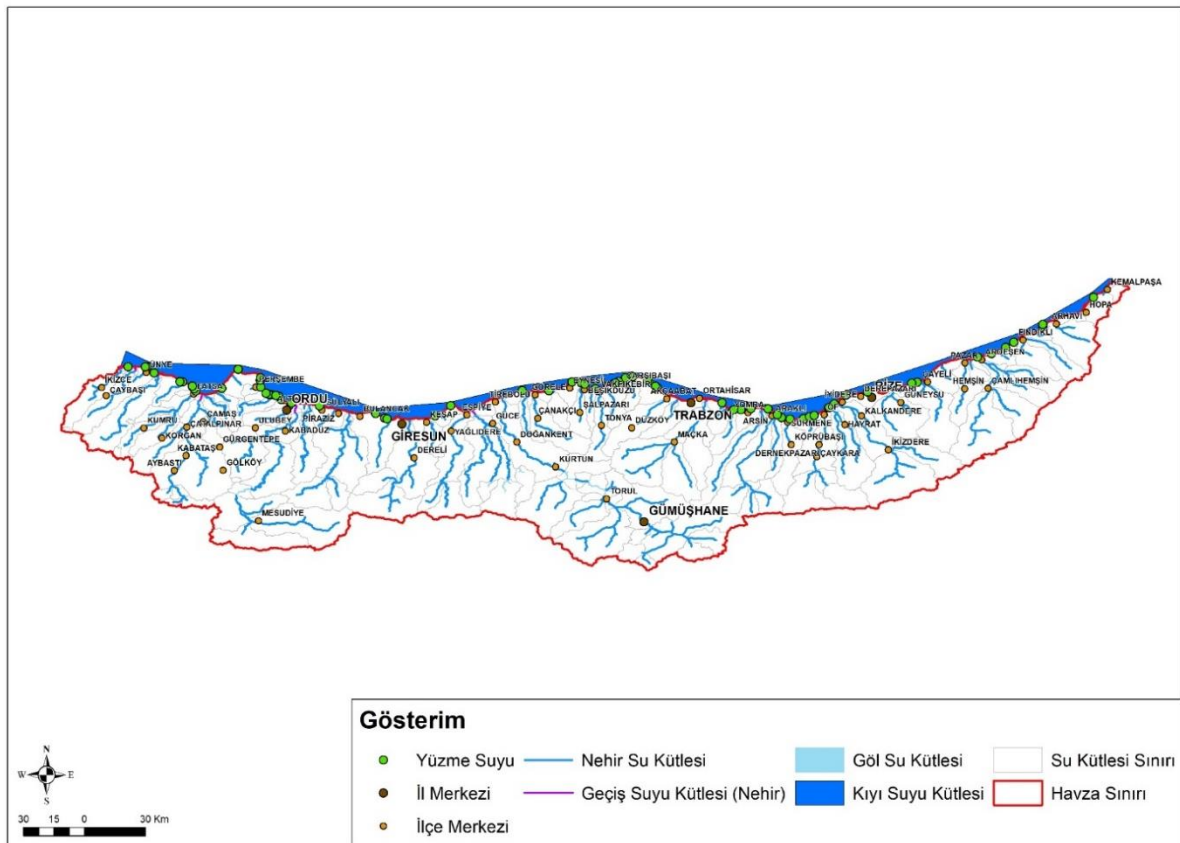 KEMALPAŞA
HOPA
ARHAVİ
FINDIKLI
PAZAR
ARDEŞEN
ÇAMLIHEMŞİN
HEMŞİN
ÇAYELİ
RİZE
GÜNEYSU
DEREPAZARI
İYİDERE
KALKANDERE
OF
HAYRAT
İKİZDERE
SÜRMENE
KÖPRÜBAŞI
DERNEKPAZARI
ÇAYKARA
ARAKLI
ARSİN
YOMRA
ORTAHİSAR
TRABZON
AKÇAABAT
MAÇKA
DÜZKÖY
TONYA
ÇARŞIBAŞI
VAKFIKEBİR
BEŞİKDÜZÜ
ŞALPAZARI
GÖRELE
ÇANAKÇI
TİREBOLU
DOĞANKENT
GÜCE
ESPİYE
YAĞLIDERE
KEŞAP
GİRESUN
DERELİ
BULANCAK
PİRAZİZ
ORDU
KABADÜZ
ULUBEY
PERŞEMBE
FATSA
ÜNYE
İKİZCE
ÇAYBAŞI
KUMRU
ÇAMAŞ
KORGAN
GÜRGENTEPE
KABATAŞ
AYBASTI
GÖLKÖY
MESUDİYE
KÜRTÜN
TORUL
GÜMÜŞHANE
Gösterim
Yüzme Suyu
İl Merkezi
İlçe Merkezi
Nehir Su Kütlesi
Geçiş Suyu Kütlesi (Nehir)
Göl Su Kütlesi
Kıyı Suyu Kütlesi
Su Kütlesi Sınırı
Havza Sınırı
N
W E
S
30 15 0 30 Km